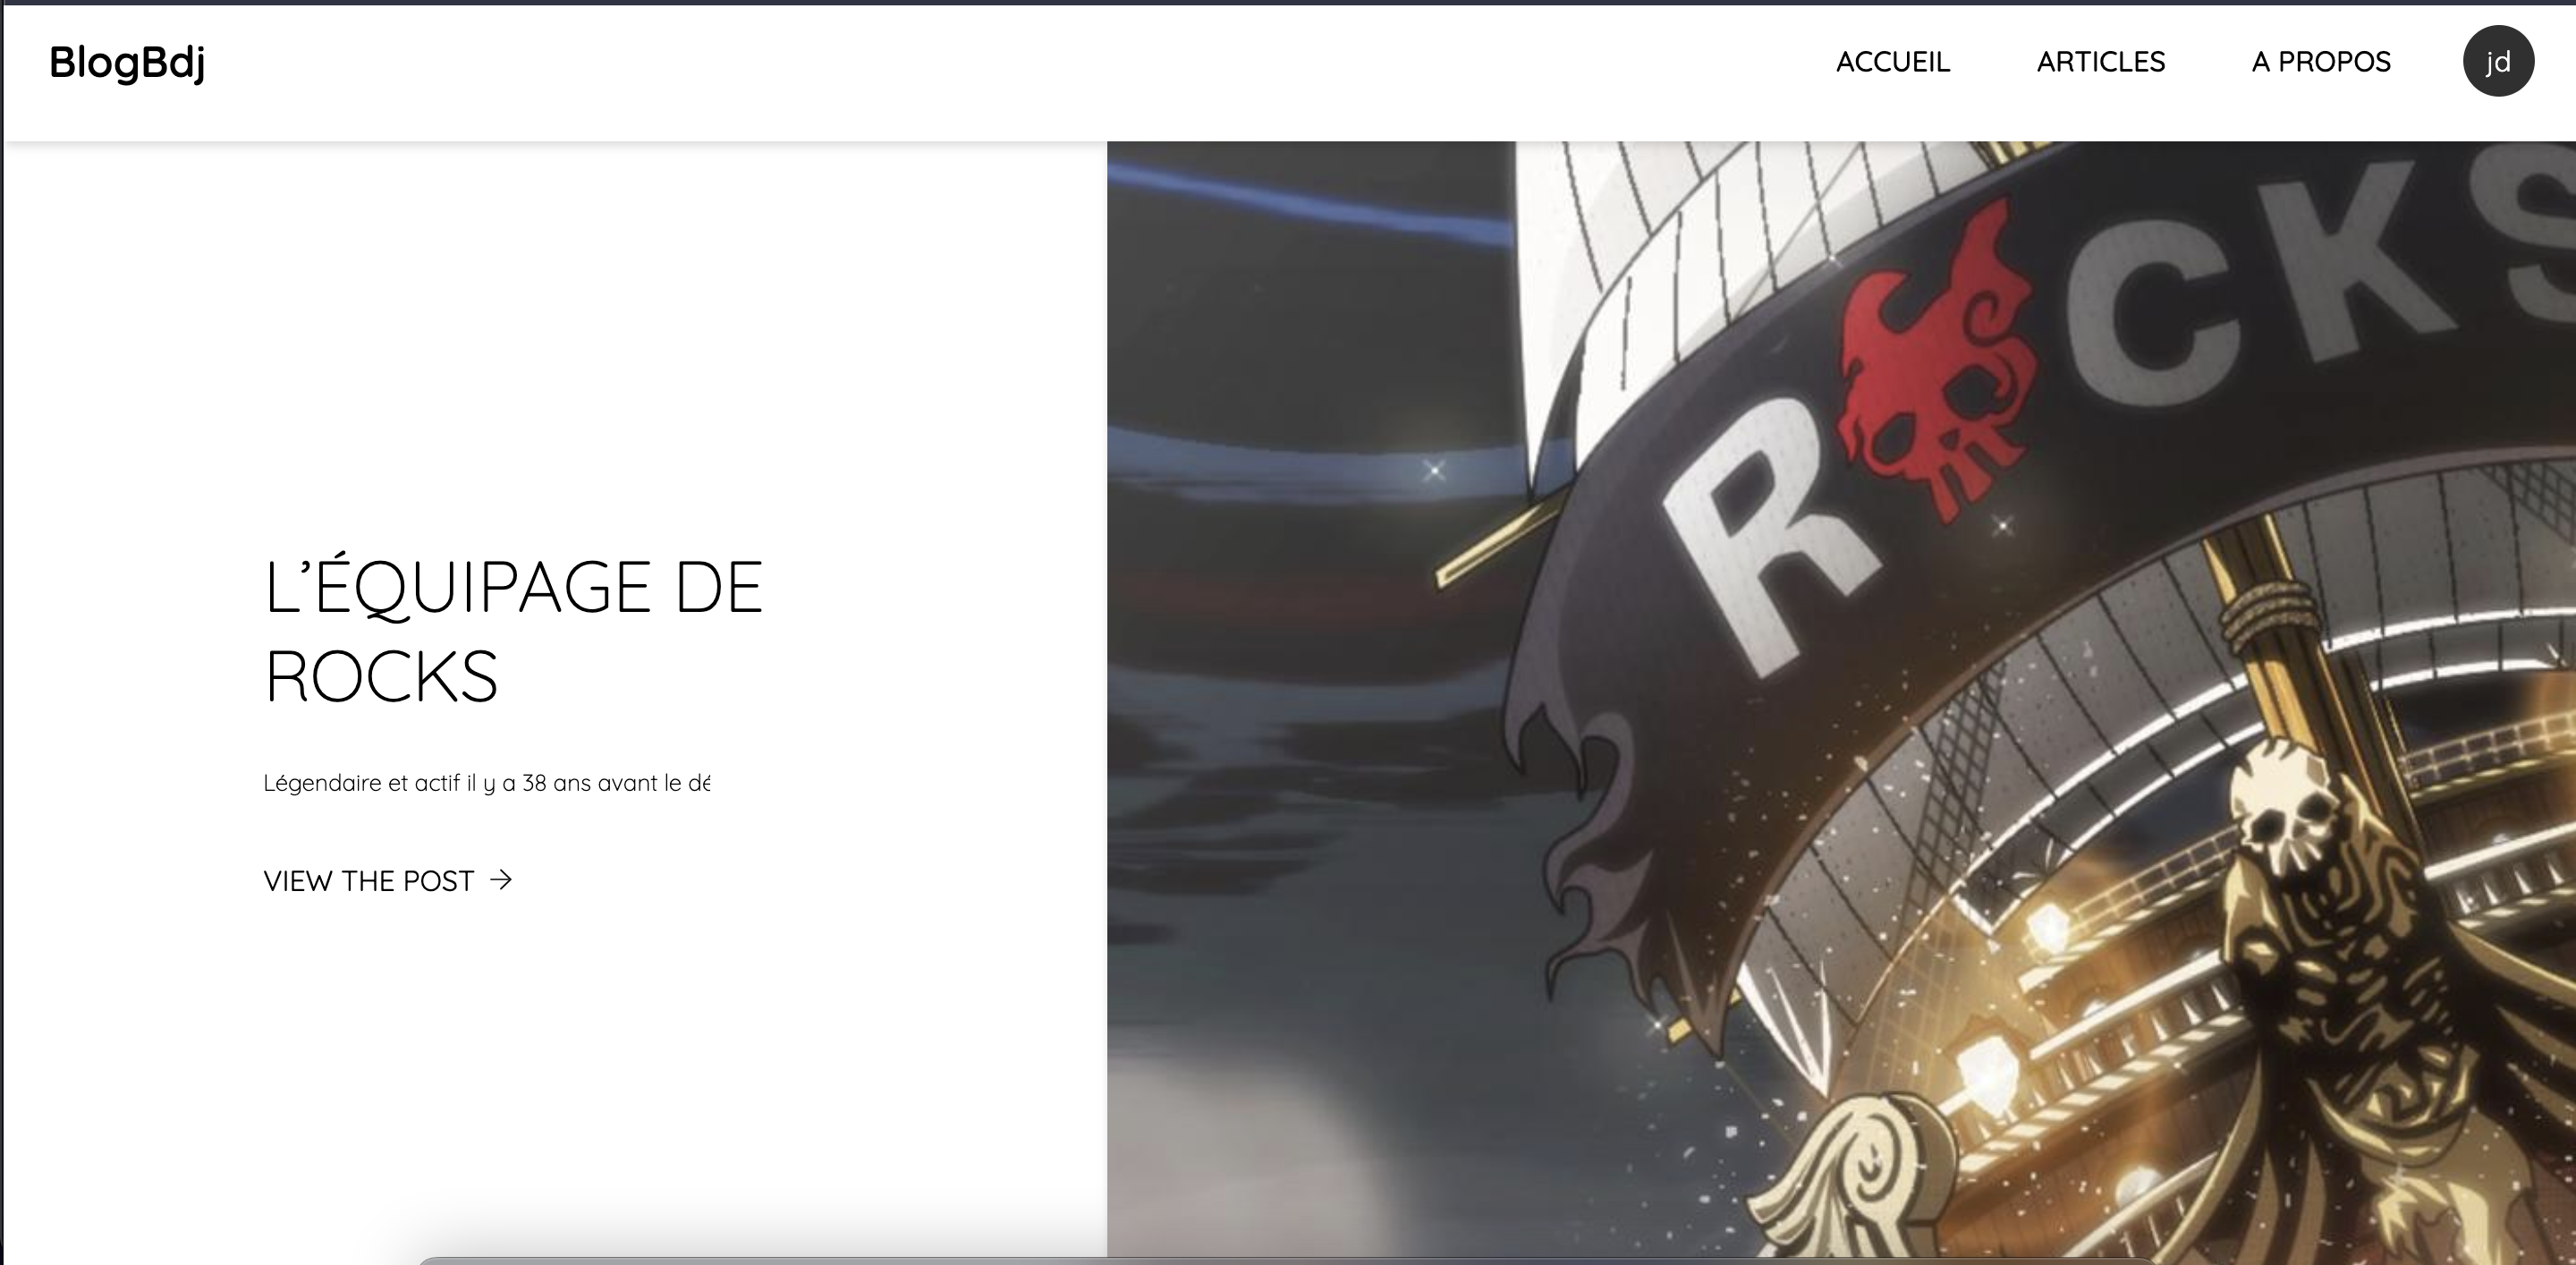 BlogBdj
ACCUEIL ARTICLES A PROPOS jd
R CKS
L’ÉQUIPAGE DE
ROCKS
Légendaire et actif il y a 38 ans avant le dé
VIEW THE POST →